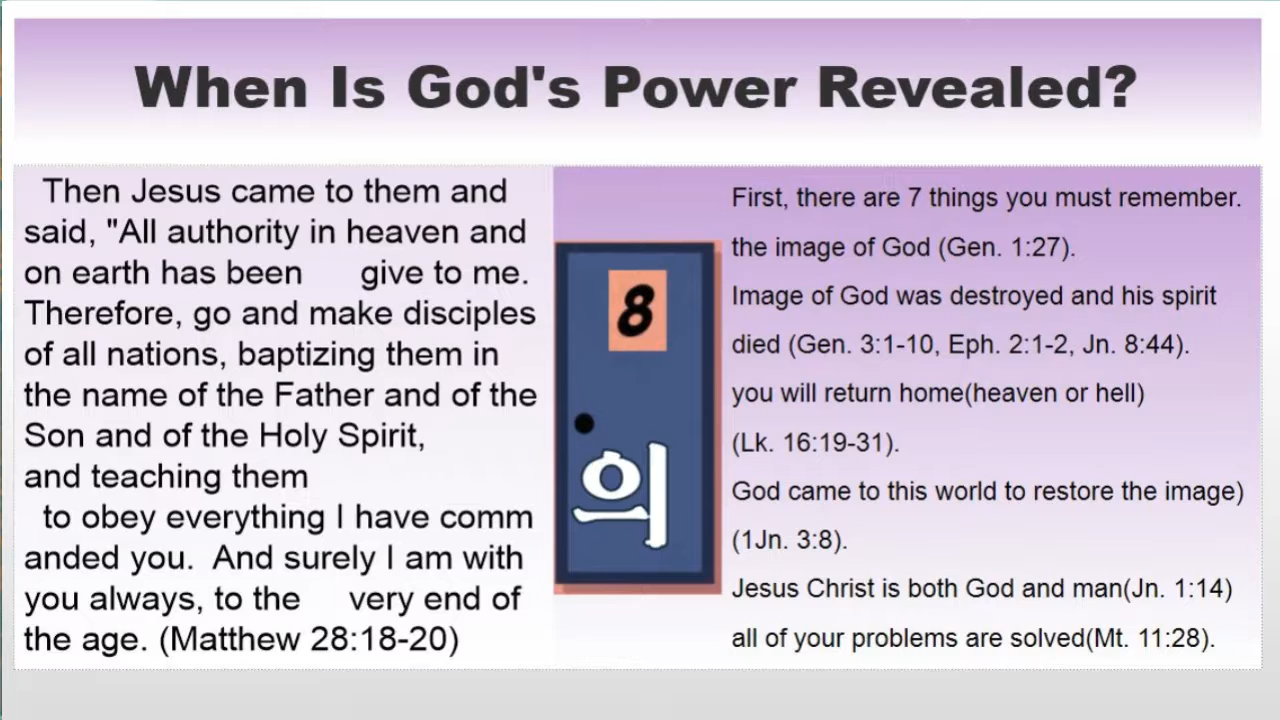 When Is God's Power Revealed?
Then Jesus came to them and
said, "All authority in heaven and
on earth has been give to me.
Therefore, go and make disciples
of all nations, baptizing them in
the name of the Father and of the
Son and of the Holy Spirit,
and teaching them
to obey everything I have comm
anded you. And surely I am with
you always, to the very end of
the age. (Matthew 28:18-20)
8
의
First, there are 7 things you must remember.
the image of God (Gen. 1:27).
Image of God was destroyed and his spirit
died (Gen. 3:1-10, Eph. 2:1-2, Jn. 8:44).
you will return home(heaven or hell)
(Lk. 16:19-31).
God came to this world to restore the image)
(1Jn. 3:8).
Jesus Christ is both God and man(Jn. 1:14)
all of your problems are solved(Mt. 11:28).